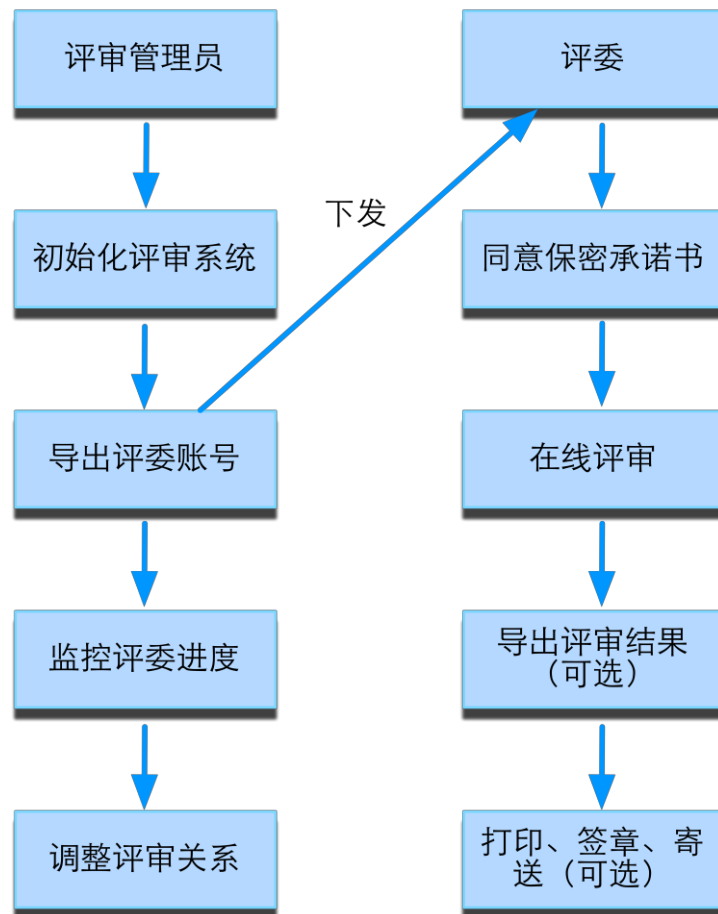 评审管理员
评委
下发
初始化评审系统
同意保密承诺书
导出评委账号
在线评审
监控评委进度
导出评审结果
（可选）
调整评审关系
打印、签章、寄
送（可选）